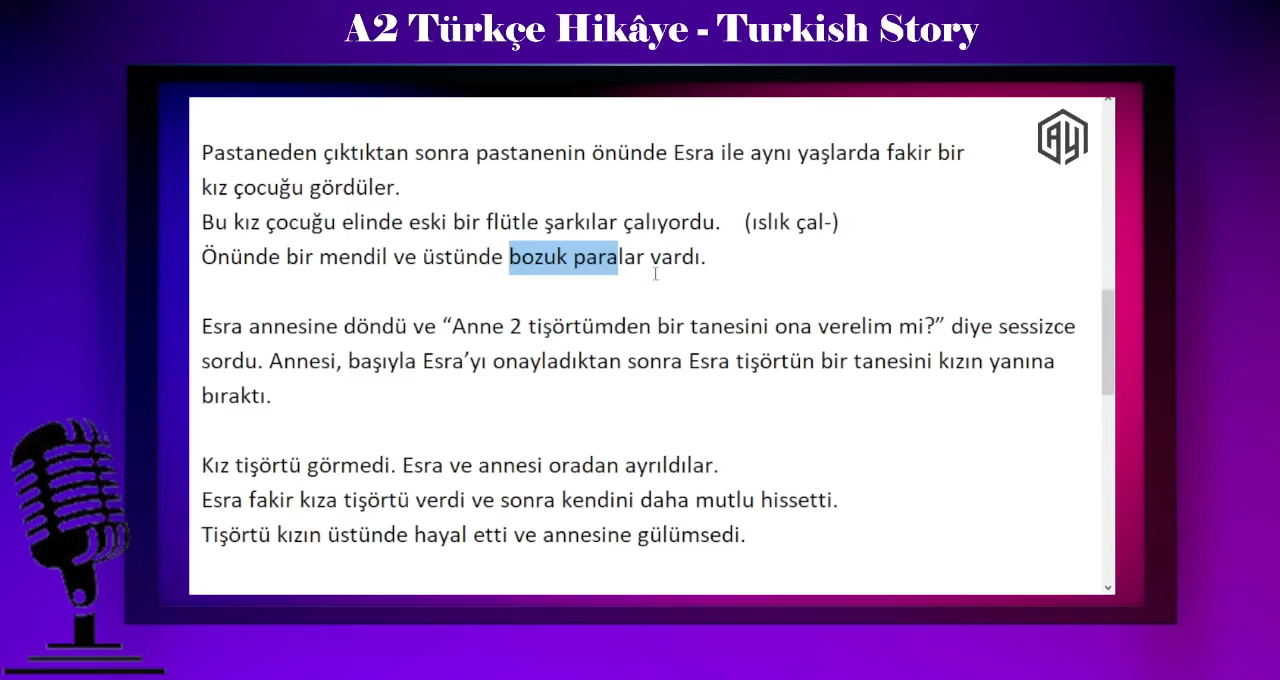 A2 Türkçe Hikâye - Turkish Story
AY
Pastaneden çıktıktan sonra pastanenin önünde Esra ile aynı yaşlarda fakir bir
kız çocuğu gördüler.
Bu kız çocuğu elinde eski bir flütle şarkılar çalıyordu. (ıslık çal-)
Önünde bir mendil ve üstünde bozuk paralar vardı.
Esra annesine döndü ve “Anne 2 tişörtümden bir tanesini ona verelim mi?” diye sessizce
sordu. Annesi, başıyla Esra’yı onayladıktan sonra Esra tişörtün bir tanesini kızın yanına
bıraktı.
Kız tişörtü görmedi. Esra ve annesi oradan ayrıldılar.
Esra fakir kıza tişörtü verdi ve sonra kendini daha mutlu hissetti.
Tişörtü kızın üstünde hayal etti ve annesine gülümsedi.